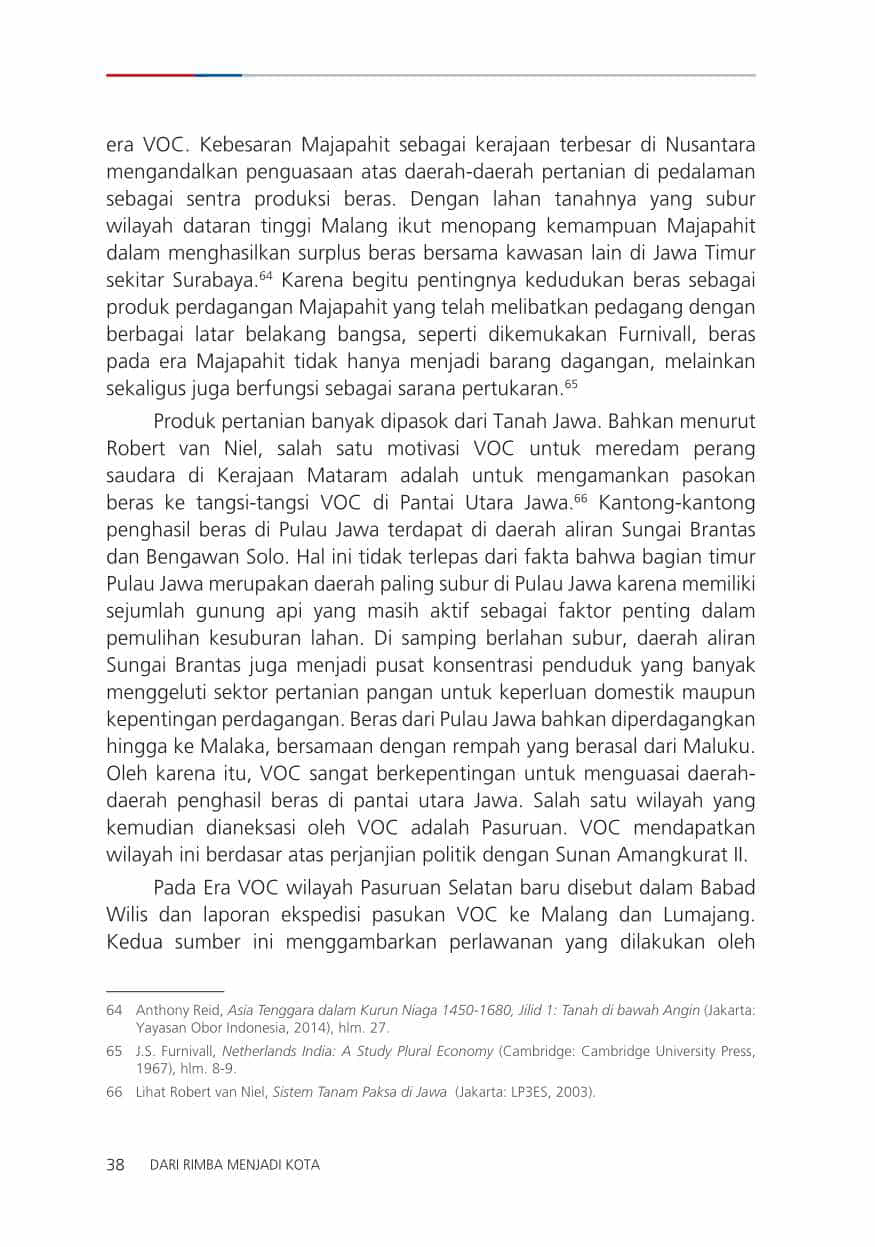 era VOC. Kebesaran Majapahit sebagai kerajaan terbesar di Nusantara
mengandalkan penguasaan atas daerah-daerah pertanian di pedalaman
sebagai sentra produksi beras. Dengan lahan tanahnya yang subur
wilayah dataran tinggi Malang ikut menopang kemampuan Majapahit
dalam menghasilkan surplus beras bersama kawasan lain di Jawa Timur
sekitar Surabaya.64 Karena begitu pentingnya kedudukan beras sebagai
produk perdagangan Majapahit yang telah melibatkan pedagang dengan
berbagai latar belakang bangsa, seperti dikemukakan Furnivall, beras
pada era Majapahit tidak hanya menjadi barang dagangan, melainkan
sekaligus juga berfungsi sebagai sarana pertukaran.65
Produk pertanian banyak dipasok dari Tanah Jawa. Bahkan menurut
Robert van Niel, salah satu motivasi VOC untuk meredam perang
saudara di Kerajaan Mataram adalah untuk mengamankan pasokan
beras ke tangsi-tangsi VOC di Pantai Utara Jawa.66 Kantong-kantong
penghasil beras di Pulau Jawa terdapat di daerah aliran Sungai Brantas
dan Bengawan Solo. Hal ini tidak terlepas dari fakta bahwa bagian timur
Pulau Jawa merupakan daerah paling subur di Pulau Jawa karena memiliki
sejumlah gunung api yang masih aktif sebagai faktor penting dalam
pemulihan kesuburan lahan. Di samping berlahan subur, daerah aliran
Sungai Brantas juga menjadi pusat konsentrasi penduduk yang banyak
menggeluti sektor pertanian pangan untuk keperluan domestik maupun
kepentingan perdagangan. Beras dari Pulau Jawa bahkan diperdagangkan
hingga ke Malaka, bersamaan dengan rempah yang berasal dari Maluku.
Oleh karena itu, VOC sangat berkepentingan untuk menguasai daerah-
daerah penghasil beras di pantai utara Jawa. Salah satu wilayah yang
kemudian dianeksasi oleh VOC adalah Pasuruan. VOC mendapatkan
wilayah ini berdasar atas perjanjian politik dengan Sunan Amangkurat II.
Pada Era VOC wilayah Pasuruan Selatan baru disebut dalam Babad
Wilis dan laporan ekspedisi pasukan VOC ke Malang dan Lumajang.
Kedua sumber ini menggambarkan perlawanan yang dilakukan oleh
64 Anthony Reid, Asia Tenggara dalam Kurun Niaga 1450-1680, Jilid 1: Tanah di bawah Angin (Jakarta:
Yayasan Obor Indonesia, 2014), hlm. 27.
65 J.S. Furnivall, Netherlands India: A Study Plural Economy (Cambridge: Cambridge University Press,
1967), hlm. 8-9.
66 Lihat Robert van Niel, Sistem Tanam Paksa di Jawa (Jakarta: LP3ES, 2003).
38 DARI RIMBA MENJADI KOTA